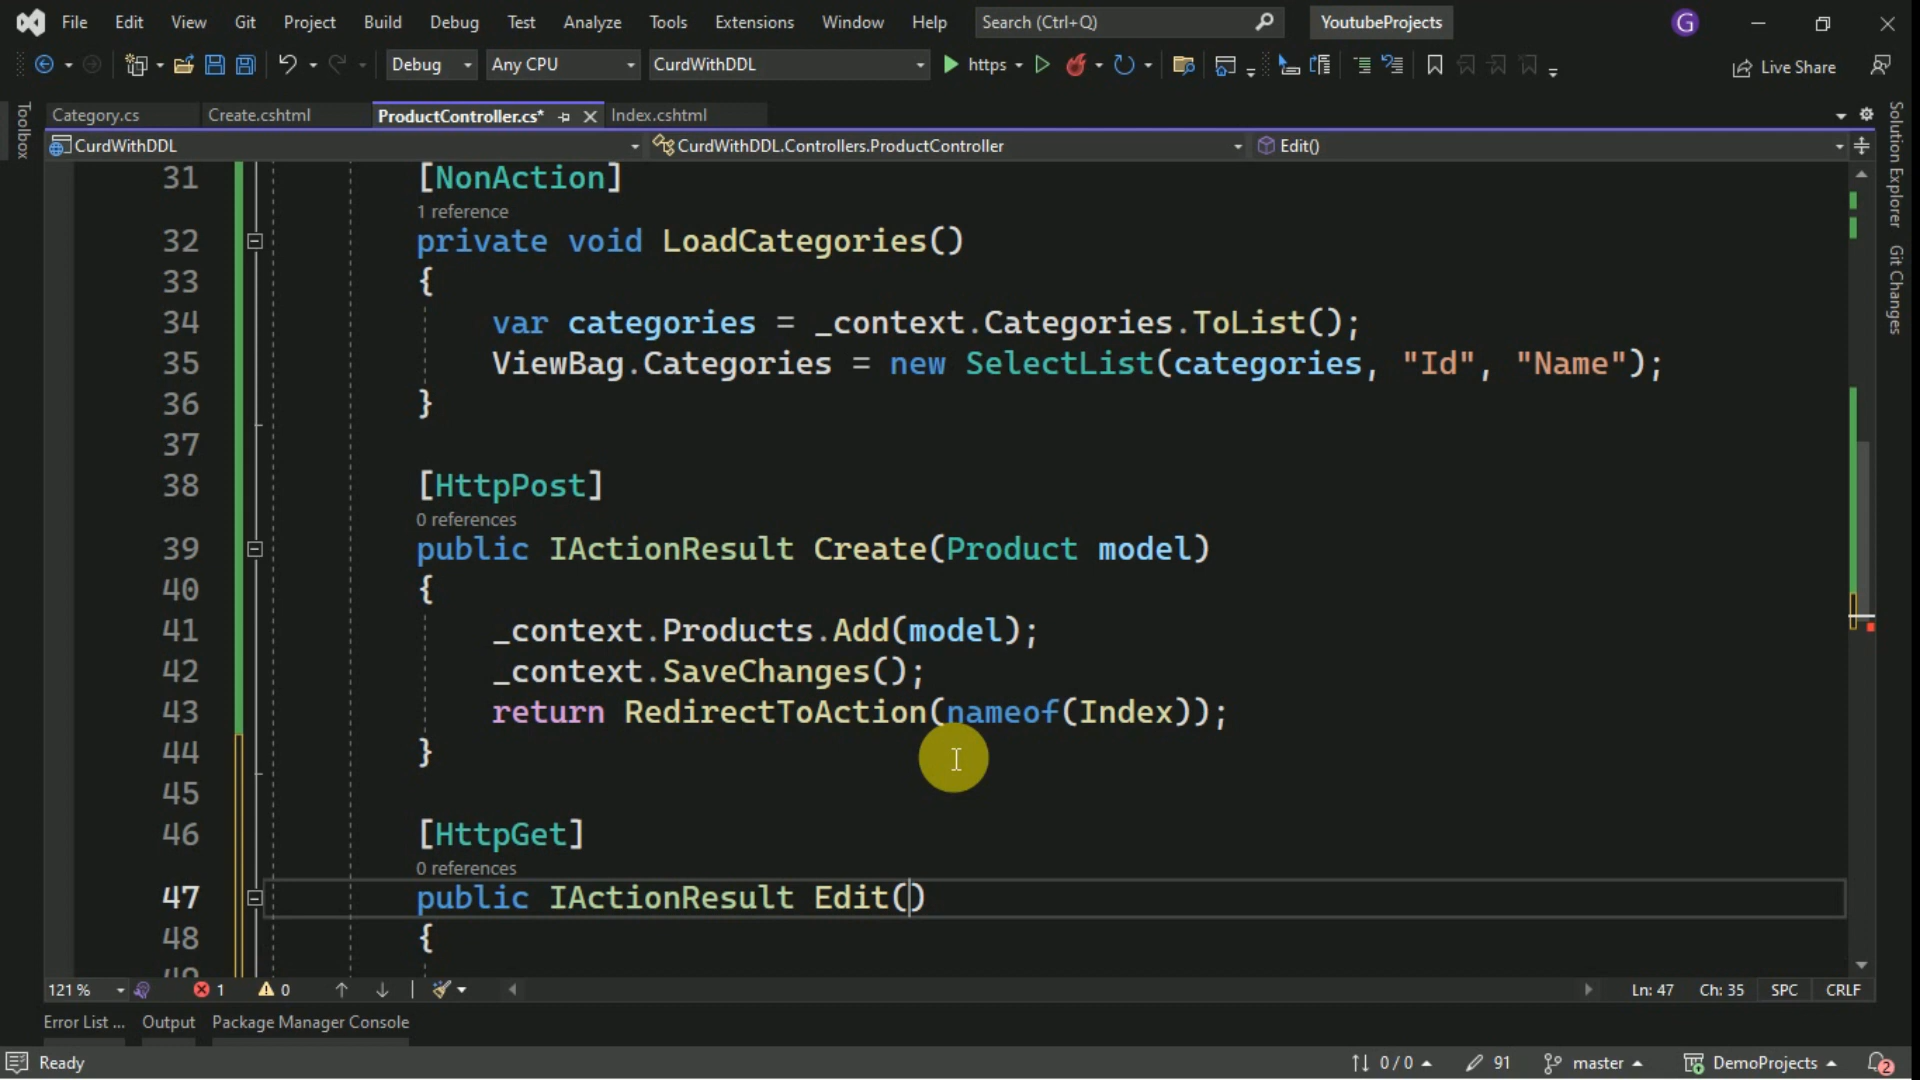 File Edit View Git Project Build Debug Test Analyze Tools Extensions Window Help Search (Ctrl+Q) YoutubeProjects G
Debug Any CPU CurdWithDDL https Live Share
Toolbox
Category.cs Create.cshtml ProductController.cs* Index.cshtml
CurdWithDDL CurdWithDDL.Controllers.ProductController Edit()
31 [NonAction]
1 reference
32 private void LoadCategories()
33 {
34 var categories = _context.Categories.ToList();
35 ViewBag.Categories = new SelectList(categories, "Id", "Name");
36 }
37
38 [HttpPost]
0 references
39 public IActionResult Create(Product model)
40 {
41 _context.Products.Add(model);
42 _context.SaveChanges();
43 return RedirectToAction(nameof(Index));
44 }
45
46 [HttpGet]
0 references
47 public IActionResult Edit()
48 {
49
Solution Explorer
Git Changes
121 % 1 0 Ln: 47 Ch: 35 SPC CRLF
Error List ... Output Package Manager Console
Ready 0 / 0 91 master DemoProjects 2